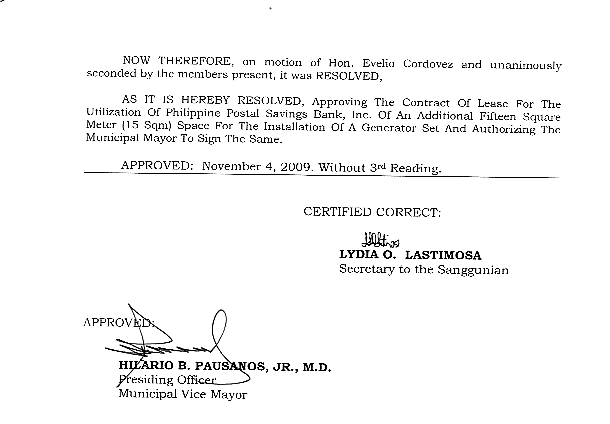 NOW THEREFORE, on motion of Hon. Evelio Cordovez and unanimously
seconded by the members present, it was RESOLVED,
AS IT IS HEREBY RESOLVED, Approving The Contract Of Lease For The
Utilization Of Philippine Postal Savings Bank, Inc. Of An Additional Fifteen Square
Meter (15 Sqm) Space For The Installation Of A Generator Set And Authorizing The
Municipal Mayor To Sign The Same.
APPROVED: November 4, 2009. Without 3rd Reading.
CERTIFIED CORRECT:
LYDIA O. LASTIMOSA
Secretary to the Sanggunian
APPROVED:
HILARIO B. PAUSANOS, JR., M.D.
Presiding Officer
Municipal Vice Mayor